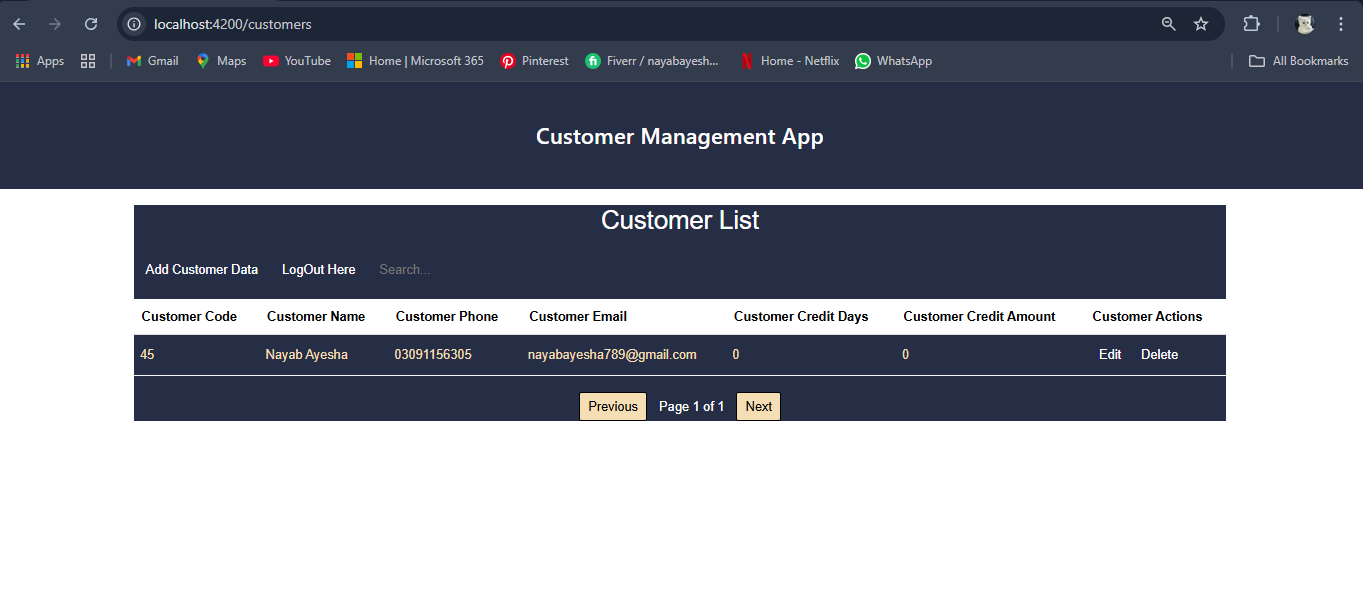 localhost:4200/customers
Apps Gmail Maps YouTube Home | Microsoft 365 Pinterest Fiverr / nayabayesh... Home - Netflix WhatsApp All Bookmarks
Customer Management App
Customer List
Add Customer Data LogOut Here Search...
Customer Code Customer Name Customer Phone Customer Email Customer Credit Days Customer Credit Amount Customer Actions
45 Nayab Ayesha 03091156305 nayabayesha789@gmail.com 0 0 Edit Delete
Previous Page 1 of 1 Next